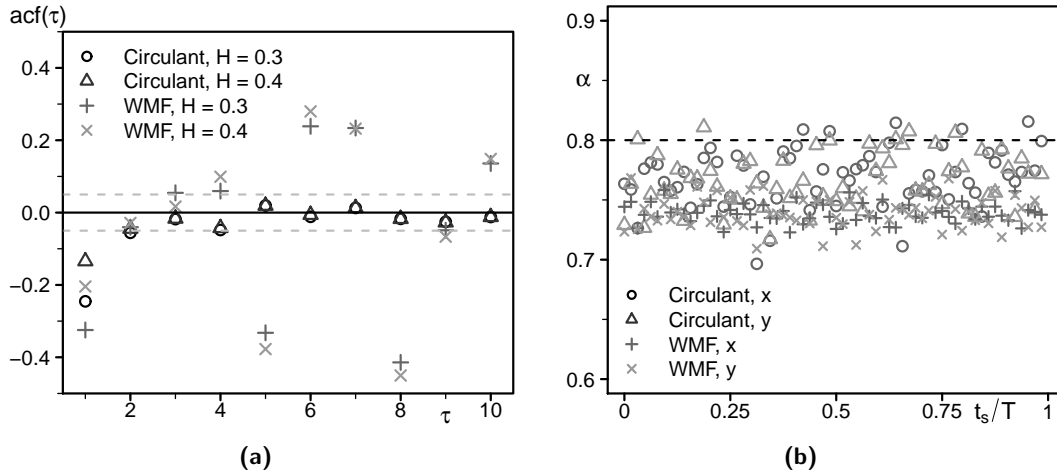 acf(τ)
0.4
0.2
0.0
−0.2
−0.4
Circulant, H = 0.3
Circulant, H = 0.4
WMF, H = 0.3
WMF, H = 0.4
2 4 6 8 τ 10
(a)
0.9
α
0.8
0.7
0.6
Circulant, x
Circulant, y
WMF, x
WMF, y
0 0.25 0.5 0.75 t_s/T 1
(b)